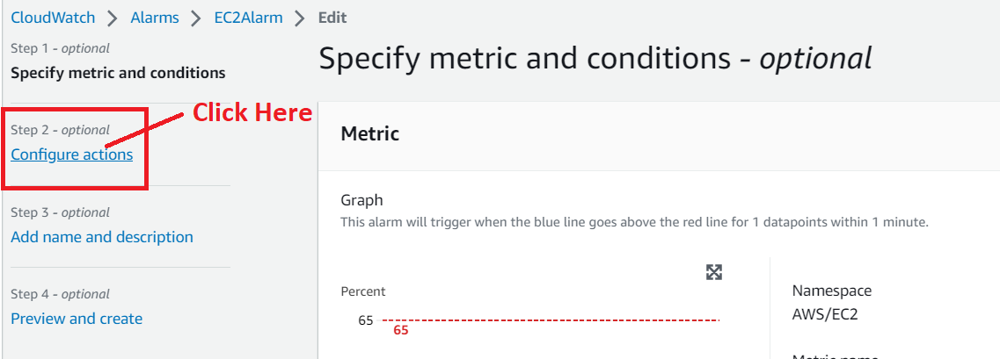 CloudWatch > Alarms > EC2Alarm > Edit
Step 1 - optional
Specify metric and conditions
Step 2 - optional
Configure actions
Click Here
Step 3 - optional
Add name and description
Step 4 - optional
Preview and create
Specify metric and conditions - optional
Metric
Graph
This alarm will trigger when the blue line goes above the red line for 1 datapoints within 1 minute.
Percent
65
65
Namespace
AWS/EC2
Metric name